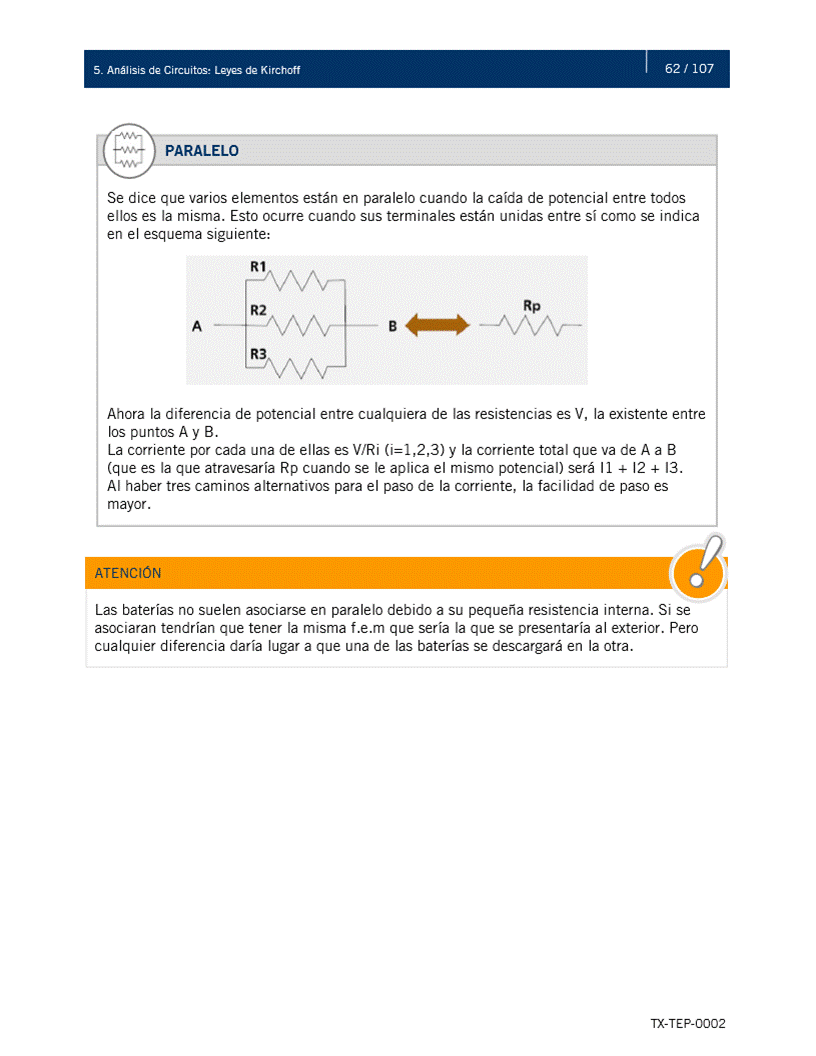 5. Análisis de Circuitos: Leyes de Kirchoff
62 / 107
PARALELO
Se dice que varios elementos están en paralelo cuando la caída de potencial entre todos
ellos es la misma. Esto ocurre cuando sus terminales están unidas entre sí como se indica
en el esquema siguiente:
R1
R2
A
B
Rp
R3
Ahora la diferencia de potencial entre cualquiera de las resistencias es V, la existente entre
los puntos A y B.
La corriente por cada una de ellas es V/Ri (i=1,2,3) y la corriente total que va de A a B
(que es la que atravesaría Rp cuando se le aplica el mismo potencial) será I1 + I2 + I3.
Al haber tres caminos alternativos para el paso de la corriente, la facilidad de paso es
mayor.
ATENCIÓN
Las baterías no suelen asociarse en paralelo debido a su pequeña resistencia interna. Si se
asociaran tendrían que tener la misma f.e.m que sería la que se presentaría al exterior. Pero
cualquier diferencia daría lugar a que una de las baterías se descargará en la otra.
TX-TEP-0002